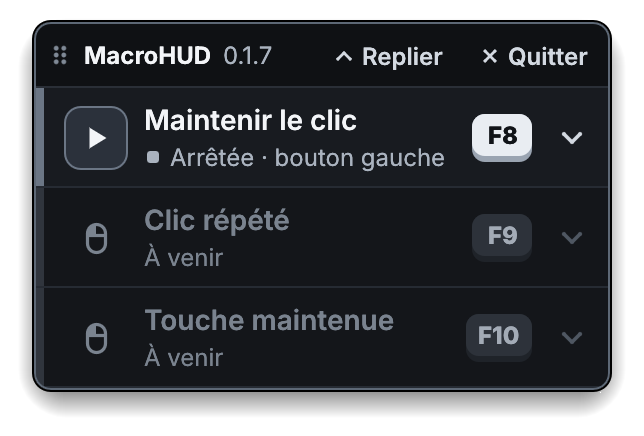 MacroHUD 0.1.7 Replier Quitter
Maintenir le clic F8
Arrêtée · bouton gauche
Clic répété F9
À venir
Touche maintenue F10
À venir